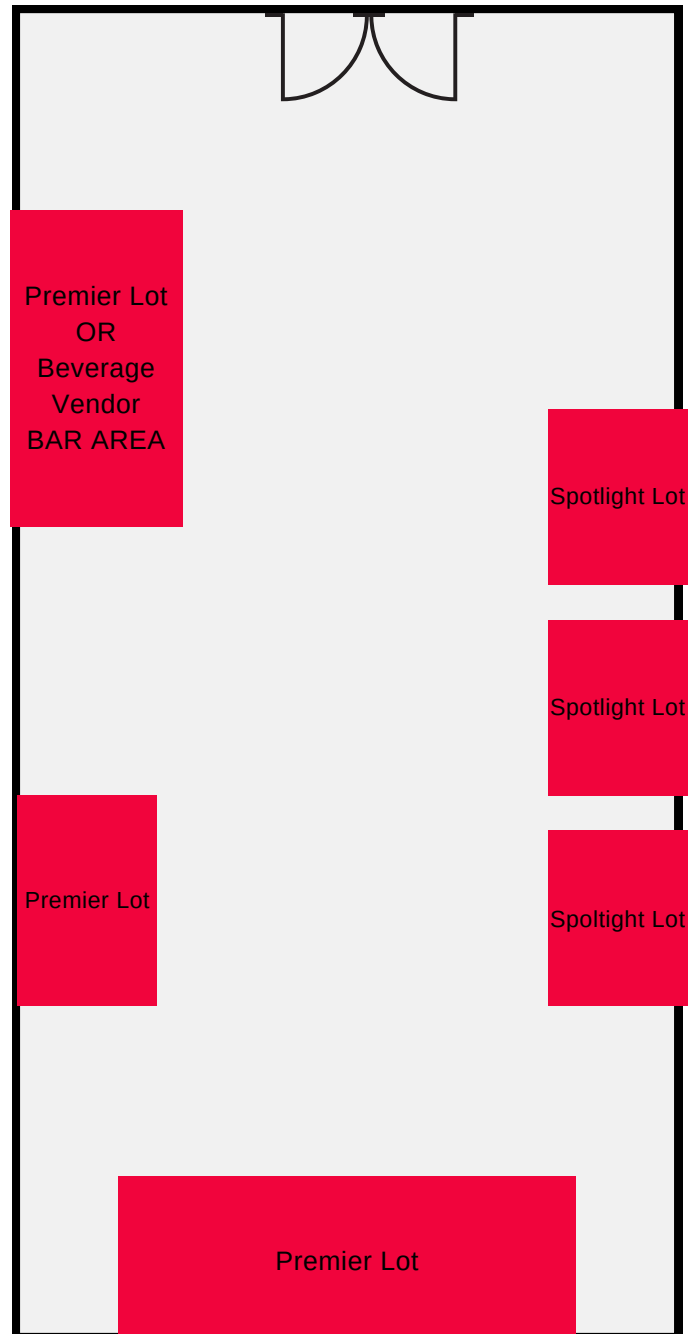 Premier Lot
OR
Beverage
Vendor
BAR AREA
Spotlight Lot
Spotlight Lot
Premier Lot
Spoltight Lot
Premier Lot